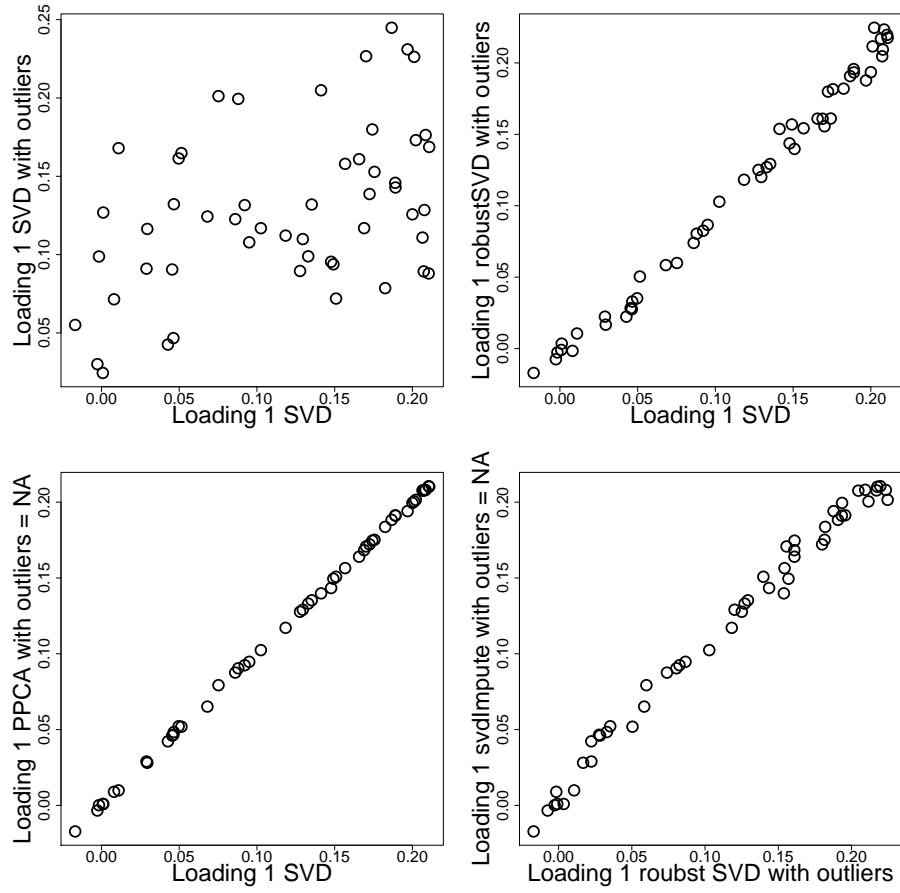 Loading 1 SVD with outliers
0.05 0.10 0.15 0.20 0.25
0.00 0.05 0.10 0.15 0.20
Loading 1 SVD
Loading 1 robustSVD with outliers
0.00 0.05 0.10 0.15 0.20
0.00 0.05 0.10 0.15 0.20
Loading 1 SVD
Loading 1 PPCA with outliers = NA
0.00 0.05 0.10 0.15 0.20
0.00 0.05 0.10 0.15 0.20
Loading 1 SVD
Loading 1 svdImpute with outliers = NA
0.00 0.05 0.10 0.15 0.20
0.00 0.05 0.10 0.15 0.20
Loading 1 roubst SVD with outliers